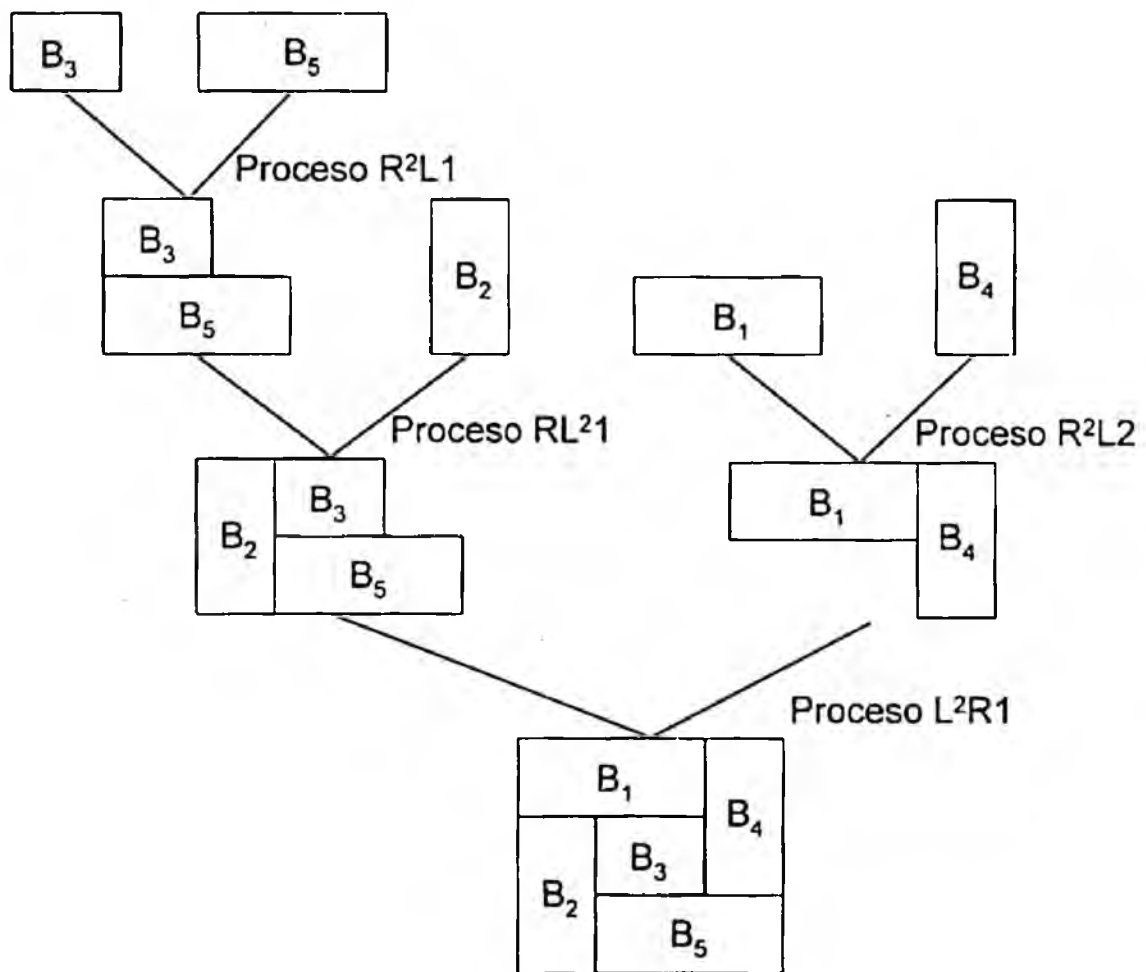 B₃ B₅
Proceso R²L1
B₃
B₅
B₂
B₁
B₄
Proceso RL²1
Proceso R²L2
B₂
B₃
B₅
B₁
B₄
Proceso L²R1
B₁
B₄
B₃
B₂
B₅